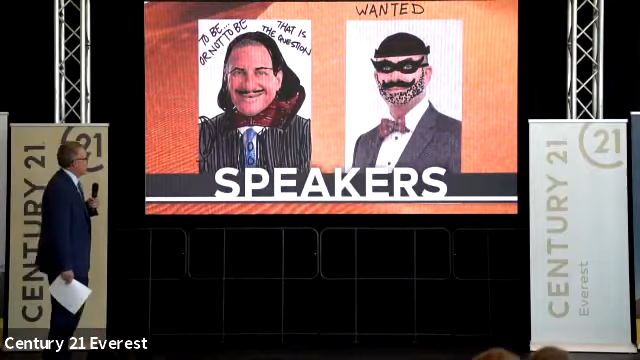 TO BE... OR NOT TO BE
THAT IS THE QUESTION
WANTED
SPEAKERS
CENTURY 21
21
CENTURY 21
Everest
21
Century 21 Everest